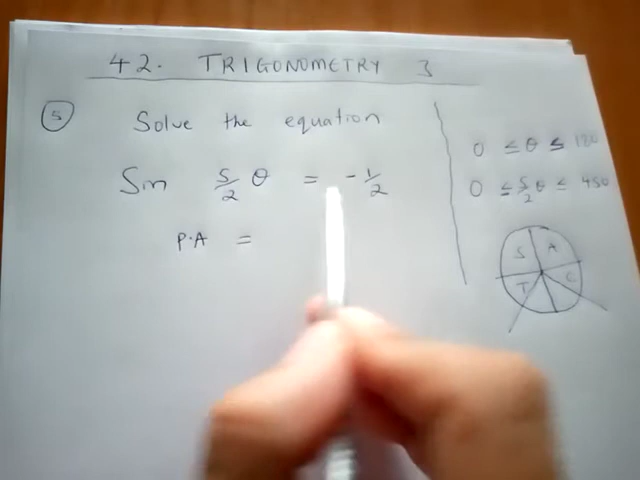 42. TRIGONOMETRY 3
5 Solve the equation
Sin 5/2 θ = -1/2
P.A =
0 ≤ θ ≤ 180
0 ≤ 5/2 θ ≤ 450
S A
T C